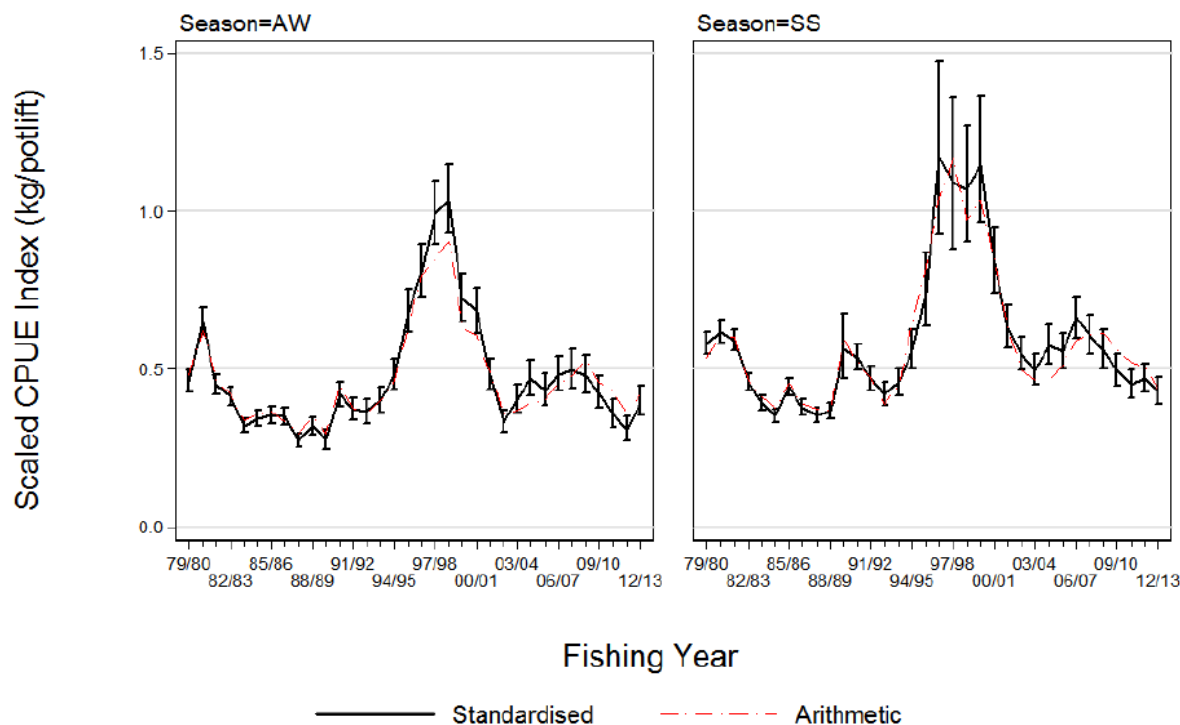 Season=AW
Season=SS
Scaled CPUE Index (kg/potlift)
1.5
1.0
0.5
0.0
79/80 85/86 91/92 97/98 03/04 09/10
82/83 88/89 94/95 00/01 06/07 12/13
79/80 85/86 91/92 97/98 03/04 09/10
82/83 88/89 94/95 00/01 06/07 12/13
Fishing Year
Standardised Arithmetic